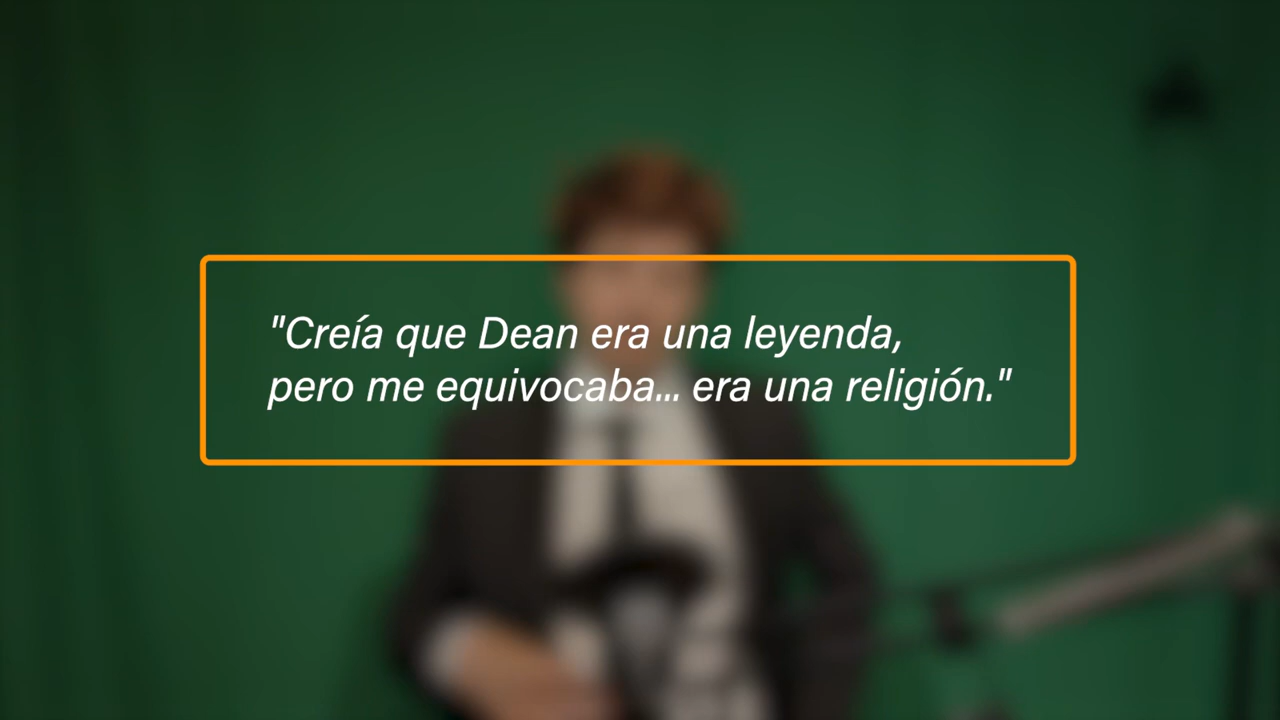 "Creía que Dean era una leyenda,
pero me equivocaba... era una religión."